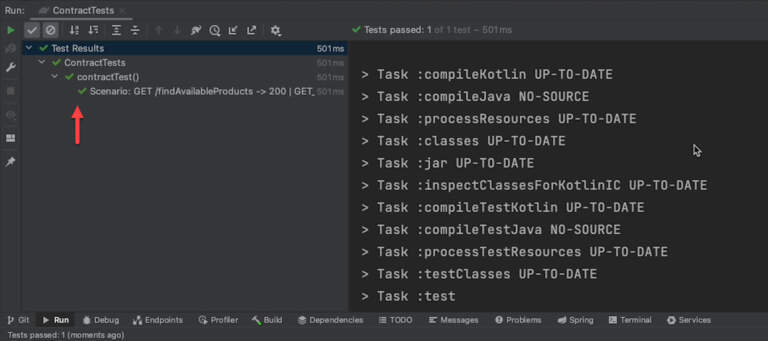 Run: ContractTests
Tests passed: 1 of 1 test – 501ms
Test Results 501ms
ContractTests 501ms
contractTest() 501ms
Scenario: GET /findAvailableProducts -> 200 | GET_ 501ms
> Task :compileKotlin UP-TO-DATE
> Task :compileJava NO-SOURCE
> Task :processResources UP-TO-DATE
> Task :classes UP-TO-DATE
> Task :jar UP-TO-DATE
> Task :inspectClassesForKotlinIC UP-TO-DATE
> Task :compileTestKotlin UP-TO-DATE
> Task :compileTestJava NO-SOURCE
> Task :processTestResources UP-TO-DATE
> Task :testClasses UP-TO-DATE
> Task :test
Git Run Debug Endpoints Profiler Build Dependencies TODO Messages Problems Spring Terminal Services
Tests passed: 1 (moments ago)